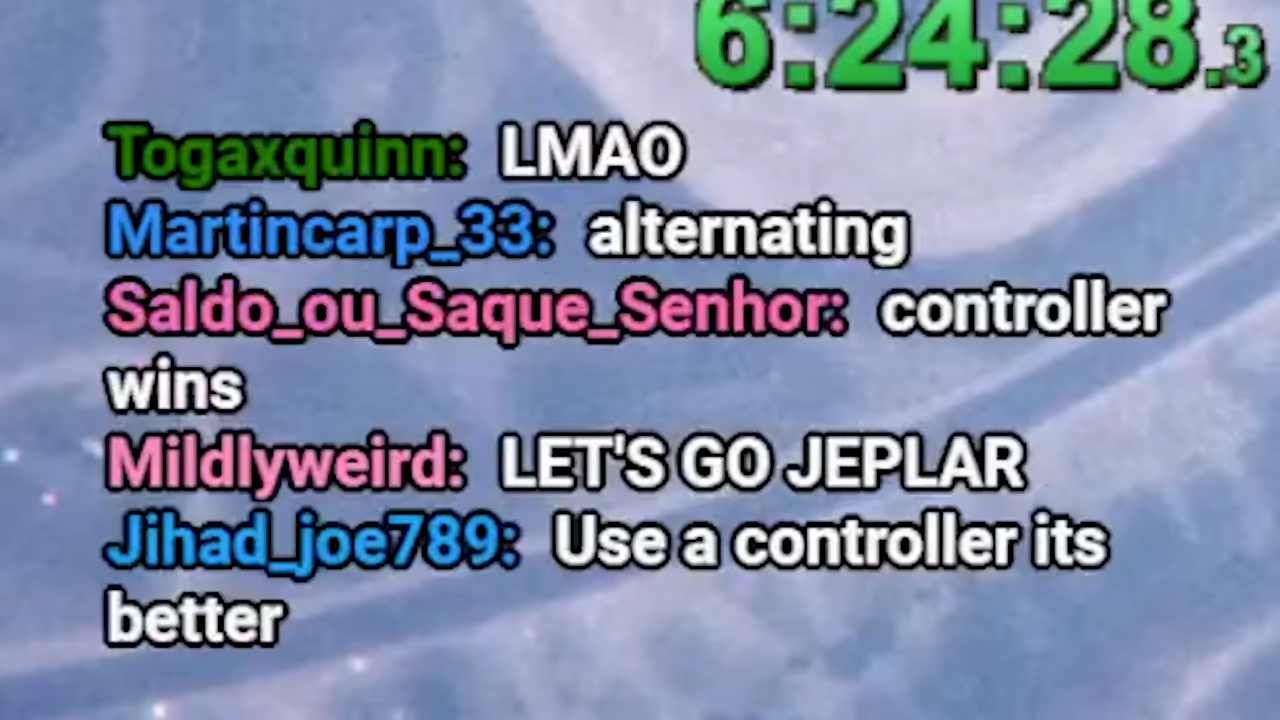 6:24:28.3
Togaxquinn: LMAO
Martincarp_33: alternating
Saldo_ou_Saque_Senhor: controller
wins
Mildlyweird: LET'S GO JEPLAR
Jihad_joe789: Use a controller its
better